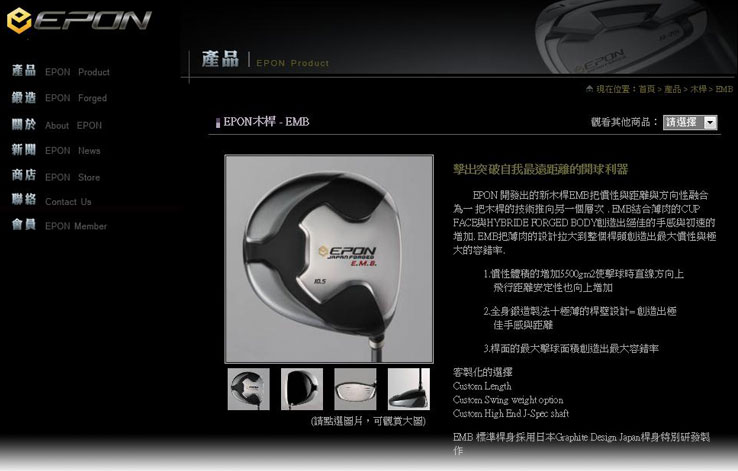 EPON
產品 EPON Product
產品 EPON Product
鍛造 EPON Forged
關於 About EPON
新聞 EPON News
商店 EPON Store
聯絡 Contact Us
會員 EPON Member
現在位置：首頁 > 產品 > 木桿 > EMB
EPON木桿 - EMB
觀看其他商品： 請選擇
EPON
JAPAN FORGED
E.M.B.
10.5
(請點選圖片，可觀賞大圖)
擊出突破自我最遠距離的開球利器
EPON 開發出的新木桿EMB把慣性與距離與方向性融合
為一 把木桿的技術推向另一個層次 . EMB結合薄肉的CUP
FACE與HYBRIDE FORGED BODY創造出絕佳的手感與初速的
增加. EMB把薄肉的設計拉大到整個桿頭創造出最大慣性與極
大的容錯率.
1.慣性體積的增加5500gm2使擊球時直線方向上
飛行距離安定性也向上增加
2.全身鍛造製法十極薄的桿壁設計= 創造出極
佳手感與距離
3.桿面的最大擊球面積創造出最大容錯率
客製化的選擇
Custom Length
Custom Swing weight option
Custom High End J-Spec shaft
EMB 標準桿身採用日本Graphite Design Japan桿身特別研發製
作